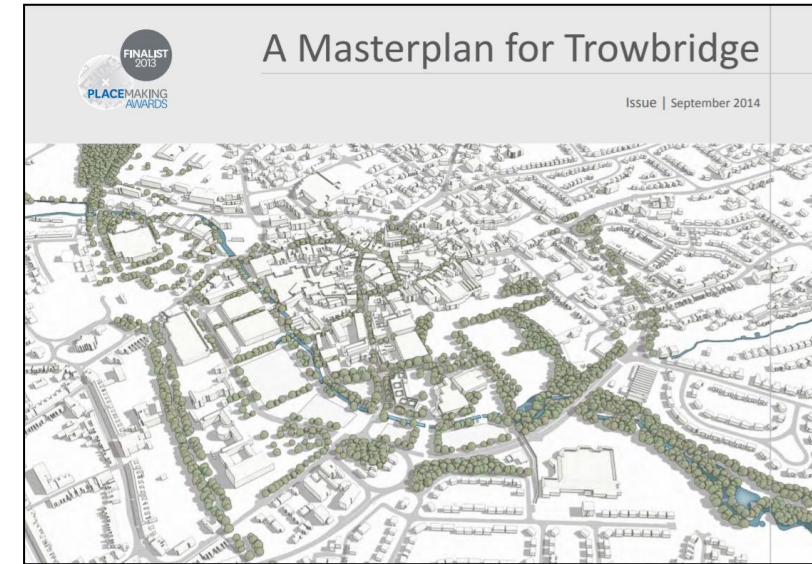 FINALIST
2013
PLACEMAKING
AWARDS
A Masterplan for Trowbridge
Issue | September 2014